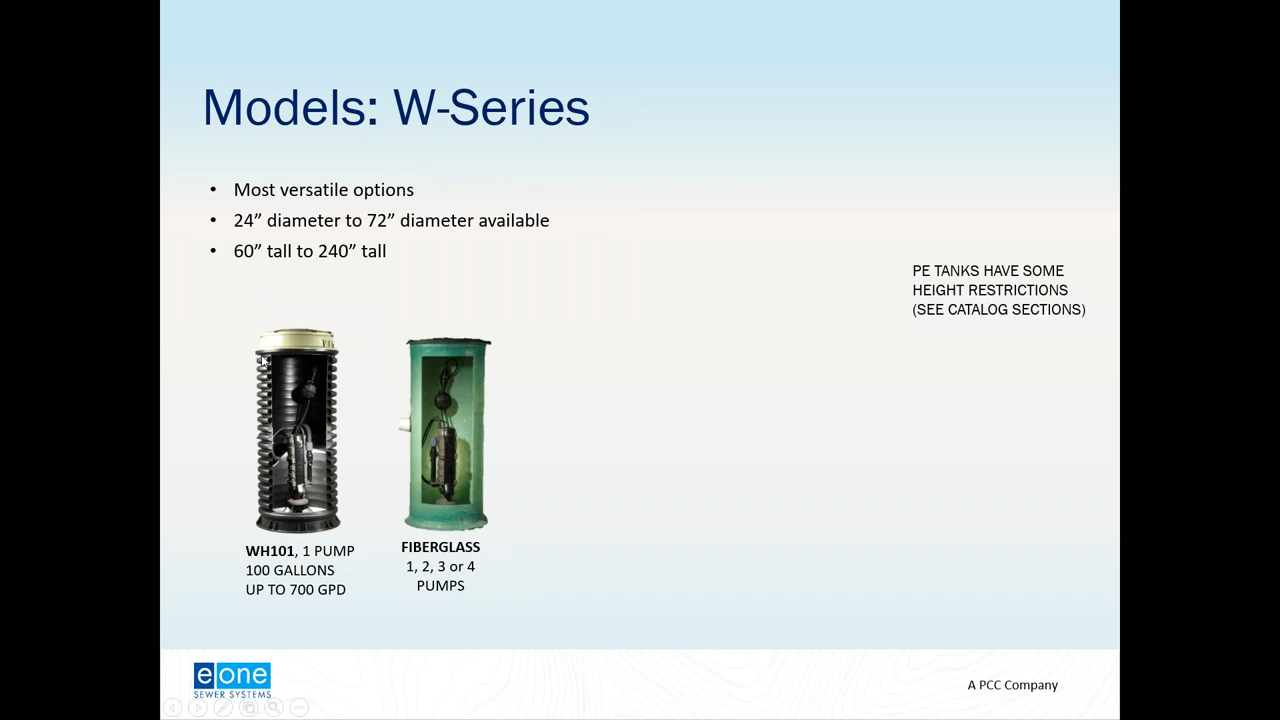 Models: W-Series
• Most versatile options
• 24” diameter to 72” diameter available
• 60” tall to 240” tall
PE TANKS HAVE SOME
HEIGHT RESTRICTIONS
(SEE CATALOG SECTIONS)
WH101, 1 PUMP
100 GALLONS
UP TO 700 GPD
FIBERGLASS
1, 2, 3 or 4
PUMPS
e one
SEWER SYSTEMS
A PCC Company